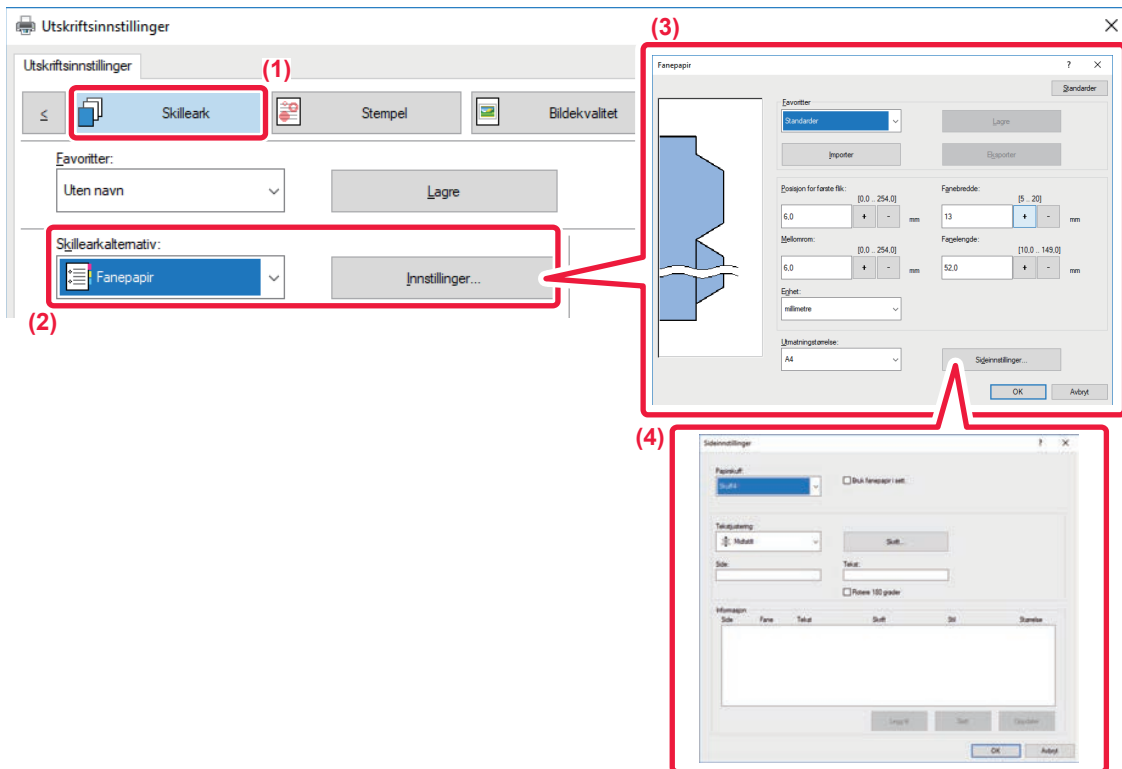 Utskriftsinnstillinger
Utskriftsinnstillinger
(1)
<
Skilleark
Stempel
Bildekvalitet
Favoritter:
Uten navn
Lagre
Skillearkalternativ:
Fanepapir
Innstillinger...
(2)
(3)
Fanepapir
Standarder
Favoritter
Standarder
Lagre
Importer
Eksporter
Posisjon for første flik:
[0,0 .. 254,0]
6,0 + - mm
Fanebredde:
[5 .. 20]
13 + - mm
Mellomrom:
[0,0 .. 254,0]
6,0 + - mm
Fanelengde:
[10,0 .. 149,0]
52,0 + - mm
Enhet:
millimetre
Utmatningstørrelse:
A4
Sideinnstillinger...
OK Avbryt
(4)
Sideinnstillinger
Papirskuff:
Skuff4
Bruk fanepapir i sett
Tekstjustering
Midtstill
Skrift...
Side:
Tekst:
Rotere 180 grader
Informasjon
Side Fane Tekst Skrift Stil Størrelse
Legg til Slett Oppdater
OK Avbryt